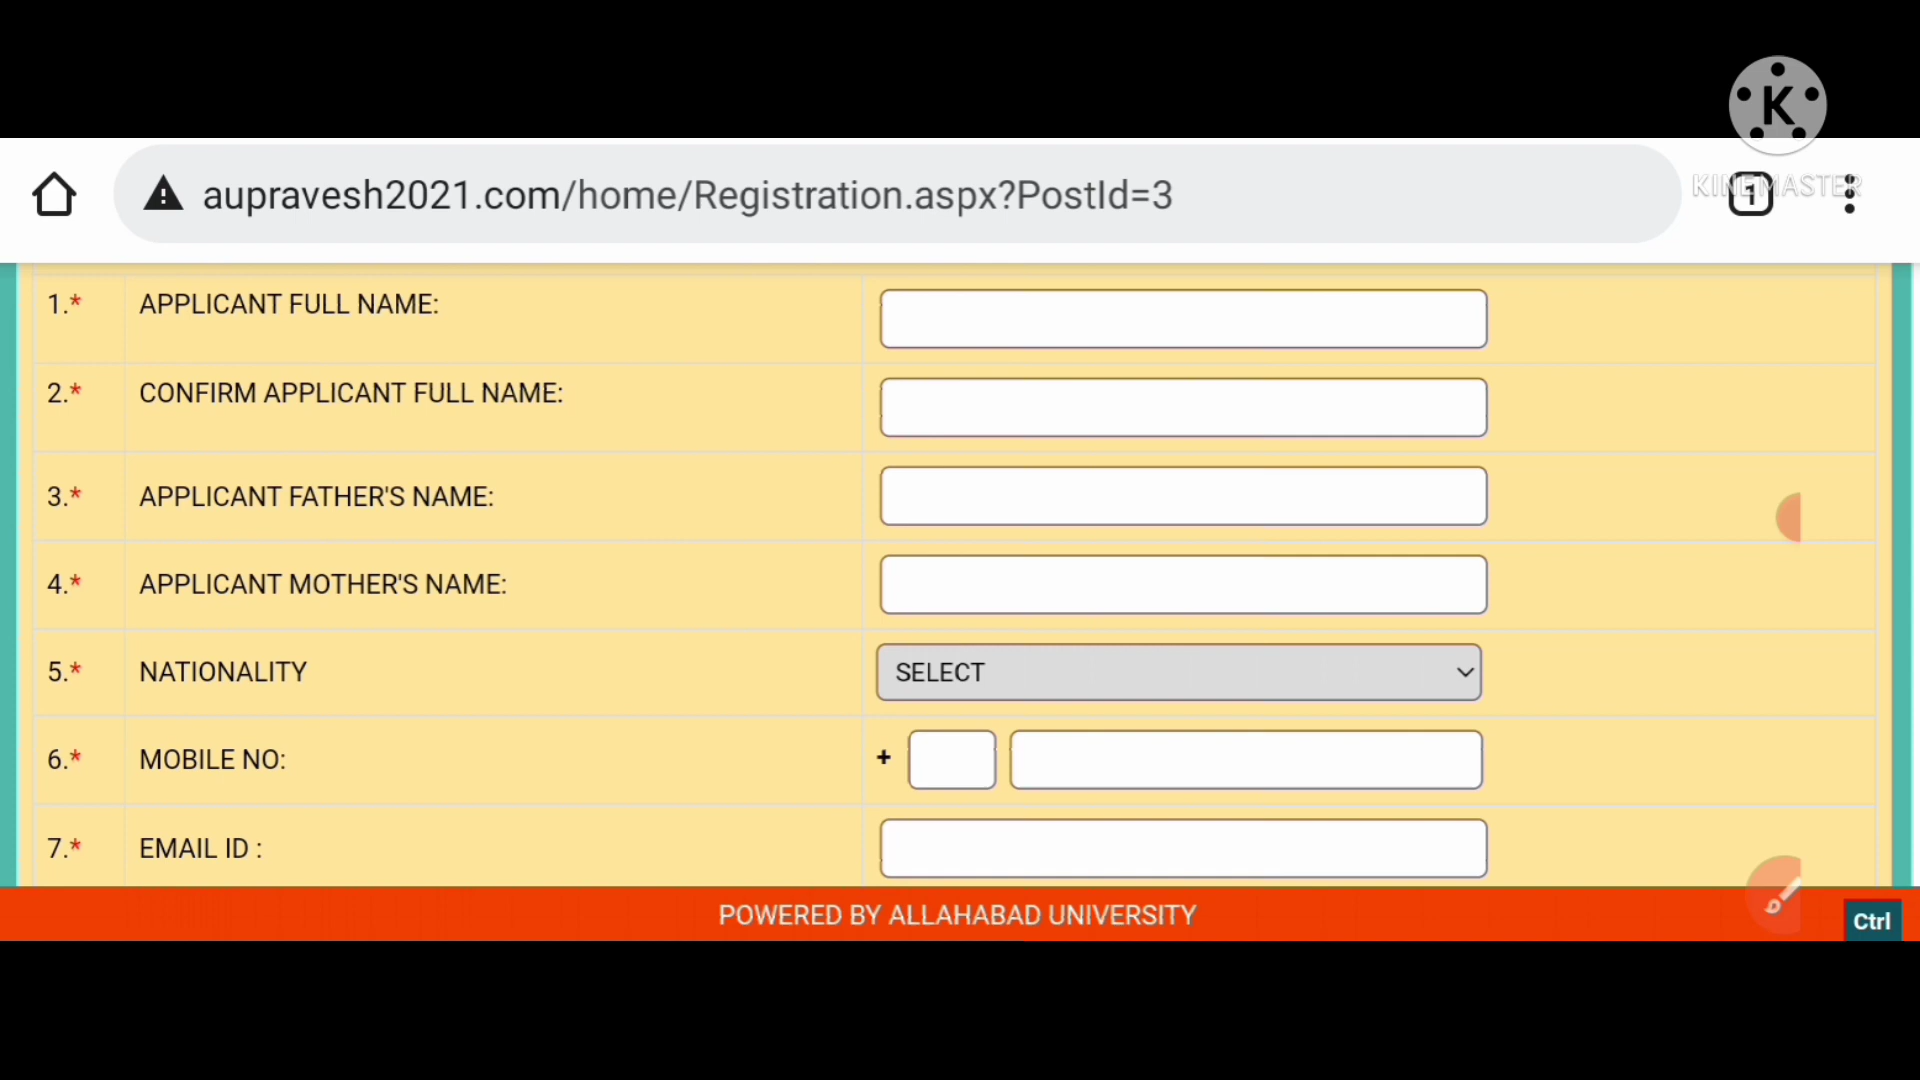 K
KINEMASTER
aupravesh2021.com/home/Registration.aspx?PostId=3
1
1.* APPLICANT FULL NAME:
2.* CONFIRM APPLICANT FULL NAME:
3.* APPLICANT FATHER'S NAME:
4.* APPLICANT MOTHER'S NAME:
5.* NATIONALITY SELECT
6.* MOBILE NO: +
7.* EMAIL ID :
POWERED BY ALLAHABAD UNIVERSITY
Ctrl